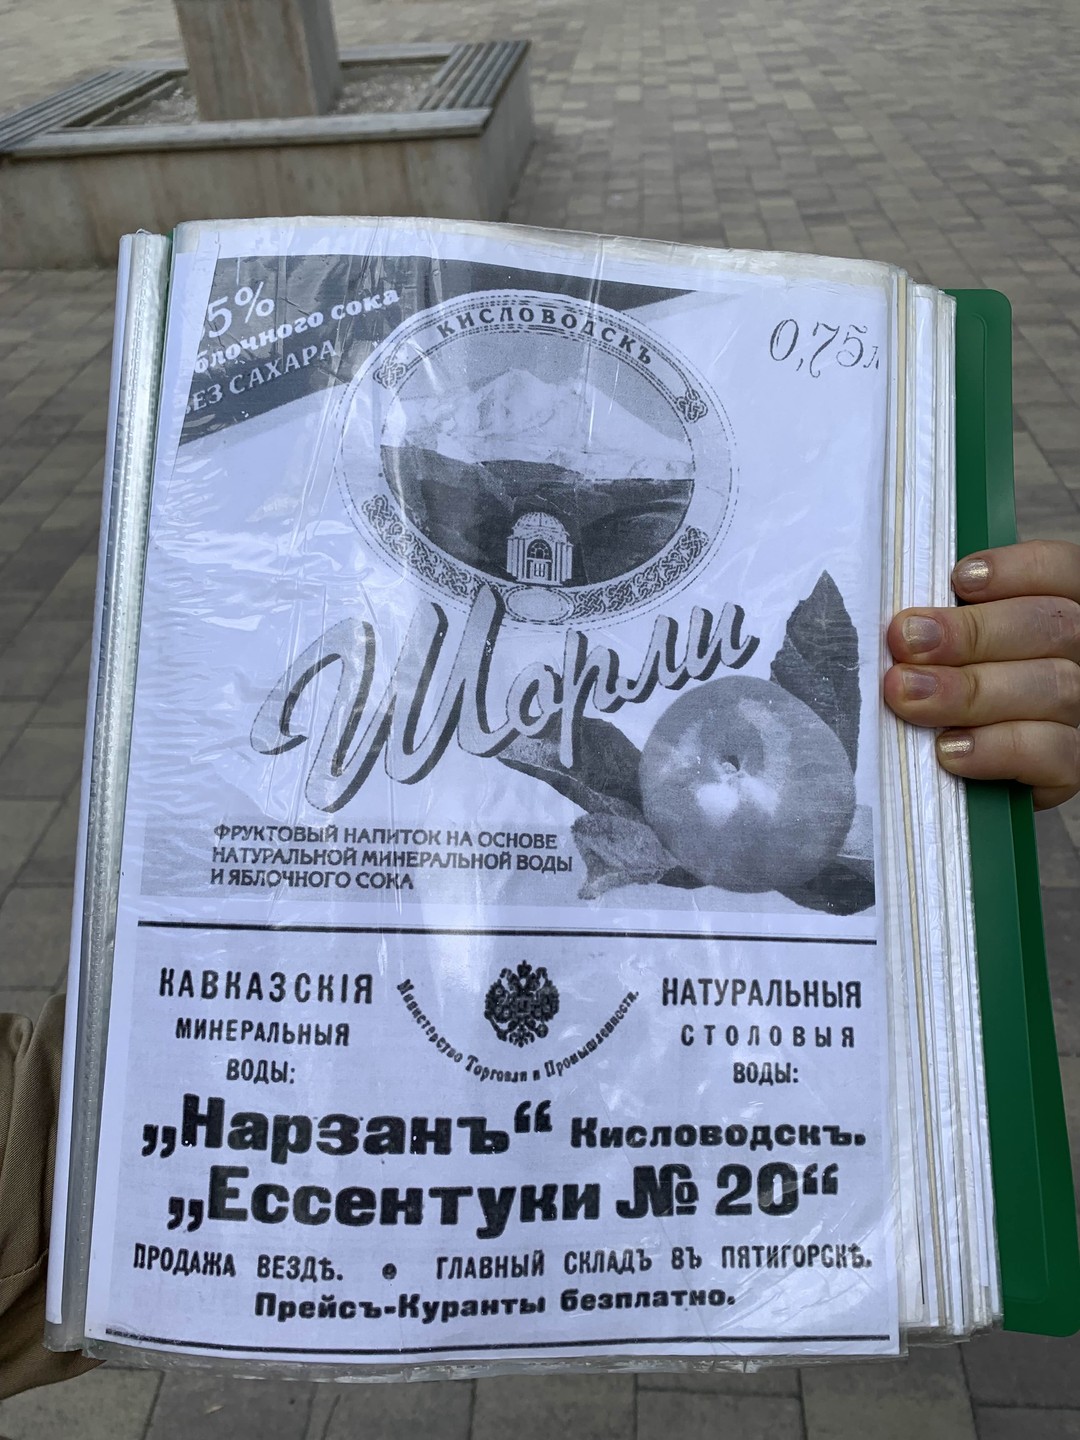 5%
блочного сока
БЕЗ САХАРА
КИСЛОВОДСКЪ
0,75л
Шорли
ФРУКТОВЫЙ НАПИТОК НА ОСНОВЕ
НАТУРАЛЬНОЙ МИНЕРАЛЬНОЙ ВОДЫ
И ЯБЛОЧНОГО СОКА
КАВКАЗСКІЯ
МИНЕРАЛЬНЫЯ
ВОДЫ:
Министерство Торговли и Промышленности.
НАТУРАЛЬНЫЯ
СТОЛОВЫЯ
ВОДЫ:
„Нарзанъ“ Кисловодскъ.
„Ессентуки № 20“
ПРОДАЖА ВЕЗДѢ. • ГЛАВНЫЙ СКЛАДЪ ВЪ ПЯТИГОРСКѢ.
Прейсъ-Куранты безплатно.